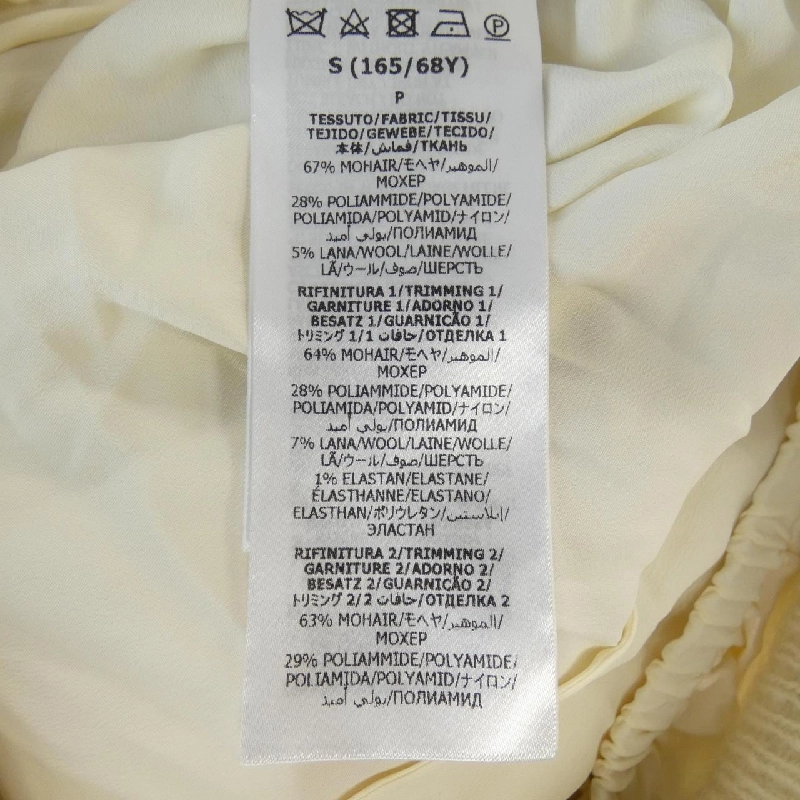 P
S (165/68Y)
P
TESSUTO/FABRIC/TISSU/
TEJIDO/GEWEBE/TECIDO/
本体/قماش/ТКАНЬ
67% MOHAIR/モヘヤ/الموهير/
МОХЕР
28% POLIAMMIDE/POLYAMIDE/
POLIAMIDA/POLYAMID/ナイロン/
بولي أميد/ПОЛИАМИД
5% LANA/WOOL/LAINE/WOLLE/
LÃ/ウール/صوف/ШЕРСТЬ
RIFINITURA 1/TRIMMING 1/
GARNITURE 1/ADORNO 1/
BESATZ 1/GUARNIÇÃO 1/
トリミング 1/1 حافات/ОТДЕЛКА 1
64% MOHAIR/モヘヤ/الموهير/
МОХЕР
28% POLIAMMIDE/POLYAMIDE/
POLIAMIDA/POLYAMID/ナイロン/
بولي أميد/ПОЛИАМИД
7% LANA/WOOL/LAINE/WOLLE/
LÃ/ウール/صوف/ШЕРСТЬ
1% ELASTAN/ELASTANE/
ÉLASTHANNE/ELASTANO/
ELASTHAN/ポリウレタン/إيلاستين/
ЭЛАСТАН
RIFINITURA 2/TRIMMING 2/
GARNITURE 2/ADORNO 2/
BESATZ 2/GUARNIÇÃO 2/
トリミング 2/2 حافات/ОТДЕЛКА 2
63% MOHAIR/モヘヤ/الموهير/
МОХЕР
29% POLIAMMIDE/POLYAMIDE/
POLIAMIDA/POLYAMID/ナイロン/
بولي أميد/ПОЛИАМИД